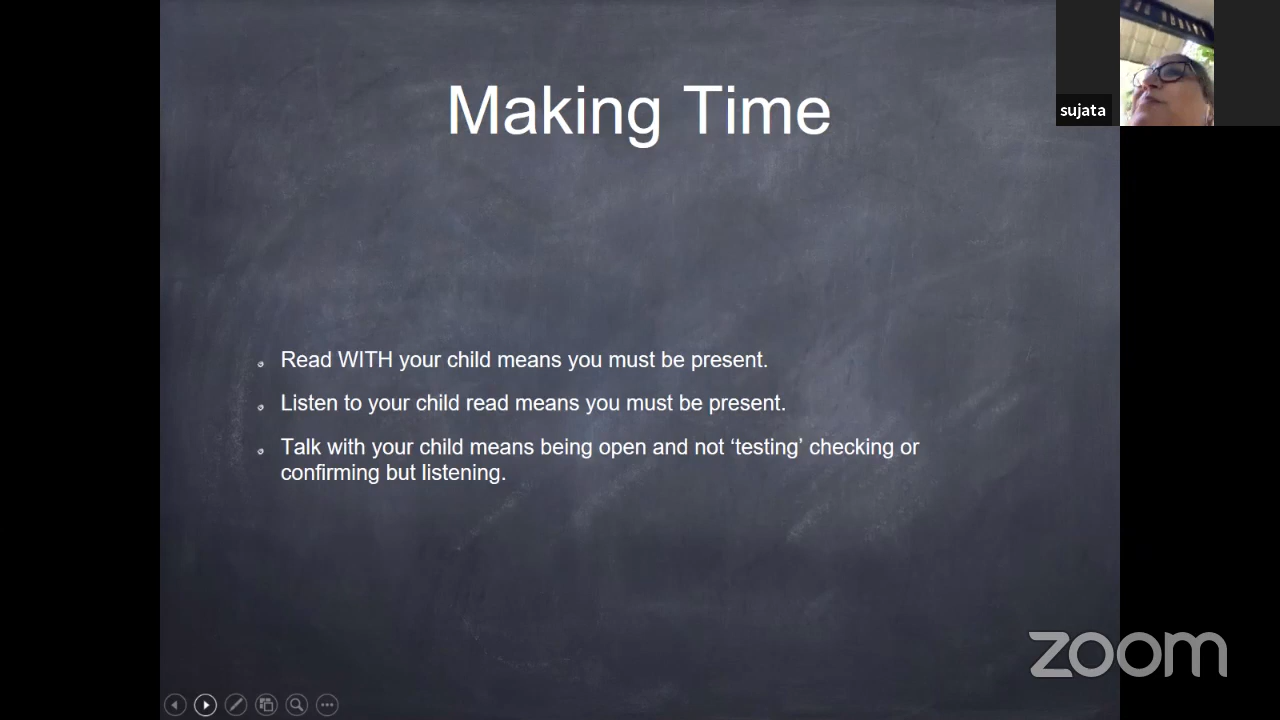 Making Time
sujata
Read WITH your child means you must be present.
Listen to your child read means you must be present.
Talk with your child means being open and not ‘testing’ checking or
confirming but listening.
zoom